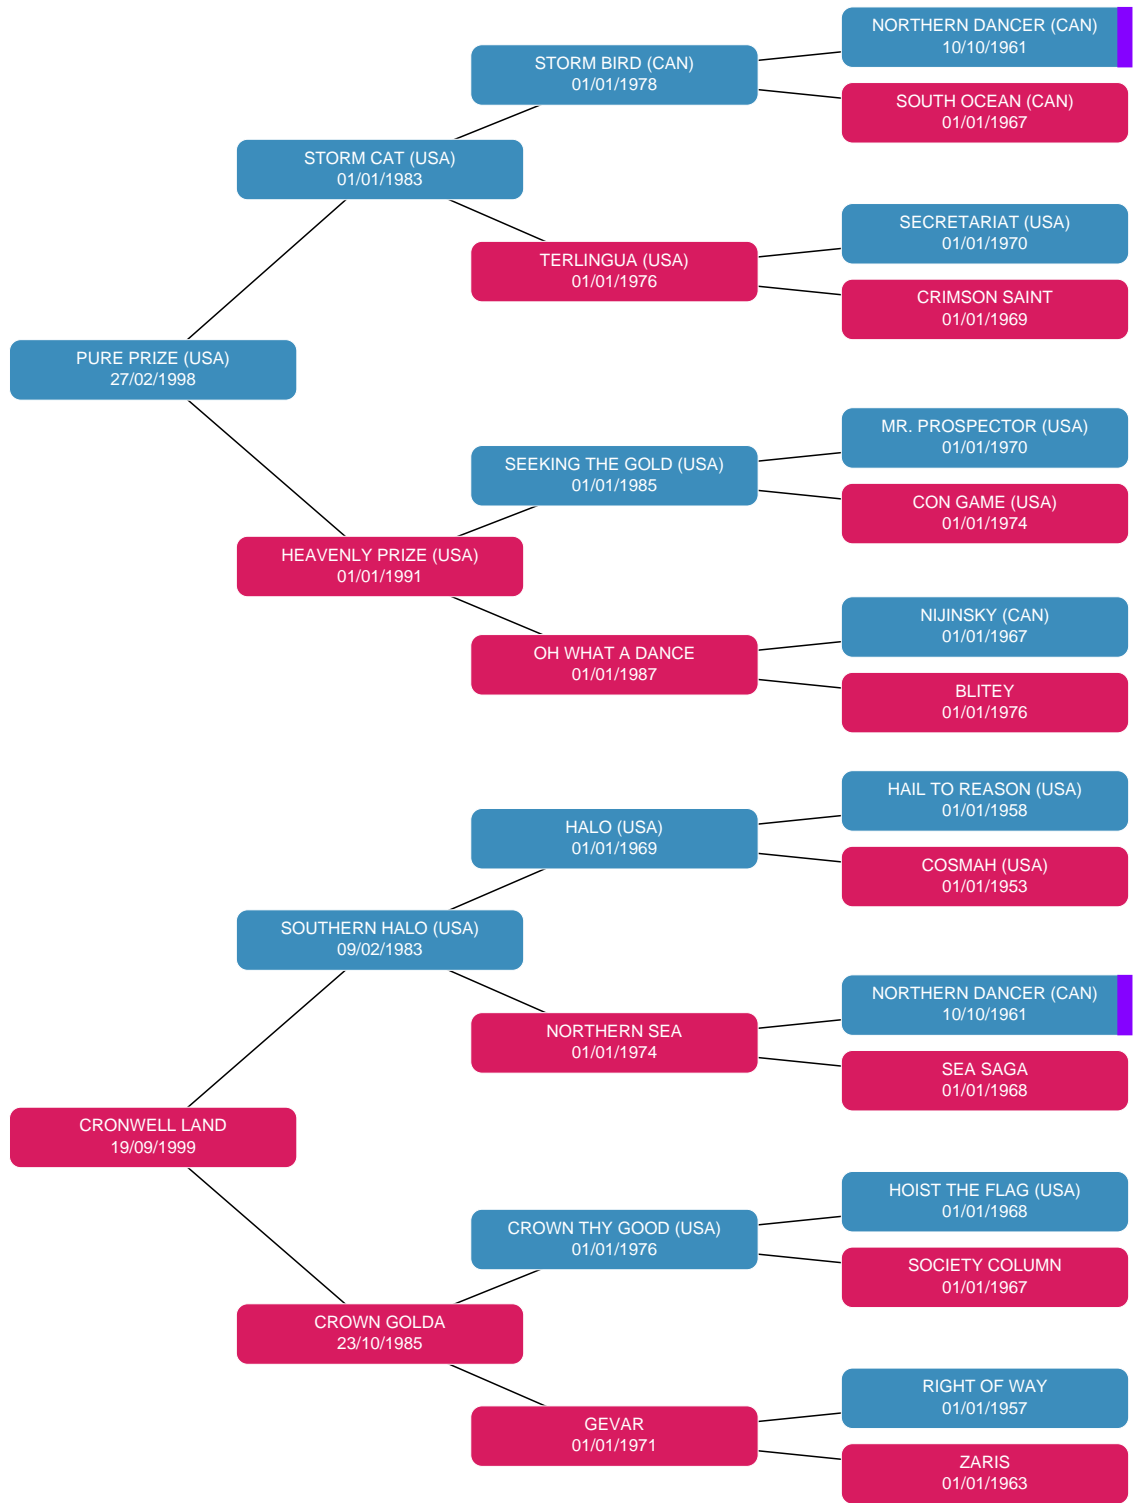 NORTHERN DANCER (CAN)
10/10/1961
STORM BIRD (CAN)
01/01/1978
SOUTH OCEAN (CAN)
01/01/1967
STORM CAT (USA)
01/01/1983
SECRETARIAT (USA)
01/01/1970
TERLINGUA (USA)
01/01/1976
CRIMSON SAINT
01/01/1969
PURE PRIZE (USA)
27/02/1998
MR. PROSPECTOR (USA)
01/01/1970
SEEKING THE GOLD (USA)
01/01/1985
CON GAME (USA)
01/01/1974
HEAVENLY PRIZE (USA)
01/01/1991
NIJINSKY (CAN)
01/01/1967
OH WHAT A DANCE
01/01/1987
BLITEY
01/01/1976
HAIL TO REASON (USA)
01/01/1958
HALO (USA)
01/01/1969
COSMAH (USA)
01/01/1953
SOUTHERN HALO (USA)
09/02/1983
NORTHERN DANCER (CAN)
10/10/1961
NORTHERN SEA
01/01/1974
SEA SAGA
01/01/1968
CRONWELL LAND
19/09/1999
HOIST THE FLAG (USA)
01/01/1968
CROWN THY GOOD (USA)
01/01/1976
SOCIETY COLUMN
01/01/1967
CROWN GOLDA
23/10/1985
RIGHT OF WAY
01/01/1957
GEVAR
01/01/1971
ZARIS
01/01/1963